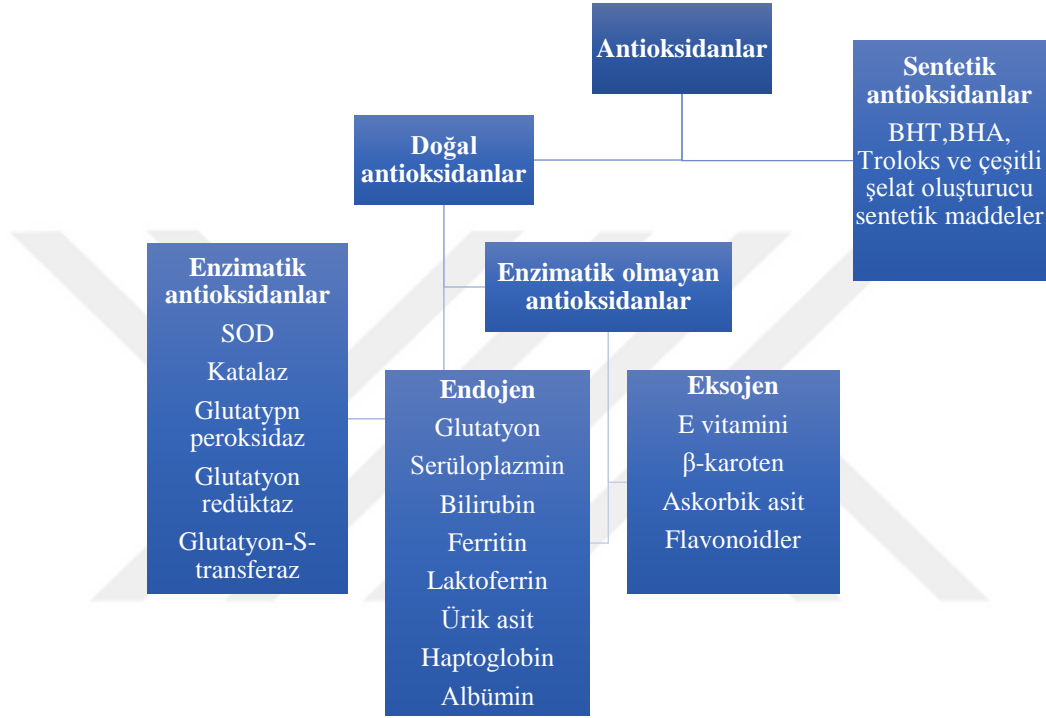 Antioksidanlar
Sentetik
antioksidanlar
BHT,BHA,
Troloks ve çeşitli
şelat oluşturucu
sentetik maddeler
Doğal
antioksidanlar
Enzimatik
antioksidanlar
SOD
Katalaz
Glutatypn
peroksidaz
Glutatyon
redüktaz
Glutatyon-S-
transferaz
Enzimatik olmayan
antioksidanlar
Endojen
Glutatyon
Serüloplazmin
Bilirubin
Ferritin
Laktoferrin
Ürik asit
Haptoglobin
Albümin
Eksojen
E vitamini
β-karoten
Askorbik asit
Flavonoidler